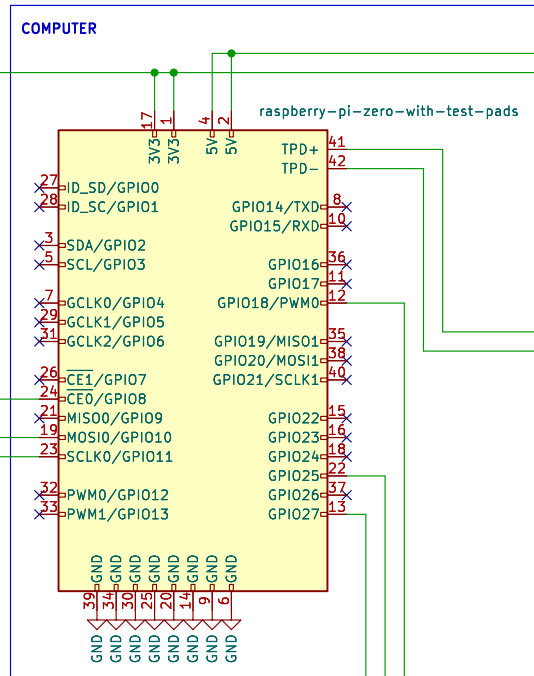 COMPUTER
raspberry-pi-zero-with-test-pads
17 1 4 2
3V3 3V3 5V 5V
TPD+ 41
TPD- 42
27 ID_SD/GPIO0
28 ID_SC/GPIO1 GPIO14/TXD 8
GPIO15/RXD 10
3 SDA/GPIO2
5 SCL/GPIO3 GPIO16 36
GPIO17 11
7 GCLK0/GPIO4 GPIO18/PWM0 12
29 GCLK1/GPIO5
31 GCLK2/GPIO6 GPIO19/MISO1 35
GPIO20/MOSI1 38
26 CE1/GPIO7 GPIO21/SCLK1 40
24 CE0/GPIO8
21 MISO0/GPIO9 GPIO22 15
19 MOSI0/GPIO10 GPIO23 16
23 SCLK0/GPIO11 GPIO24 18
GPIO25 22
32 PWM0/GPIO12 GPIO26 37
33 PWM1/GPIO13 GPIO27 13
GND GND GND GND GND GND GND GND
39 34 30 25 20 14 9 6
GND GND GND GND GND GND GND GND